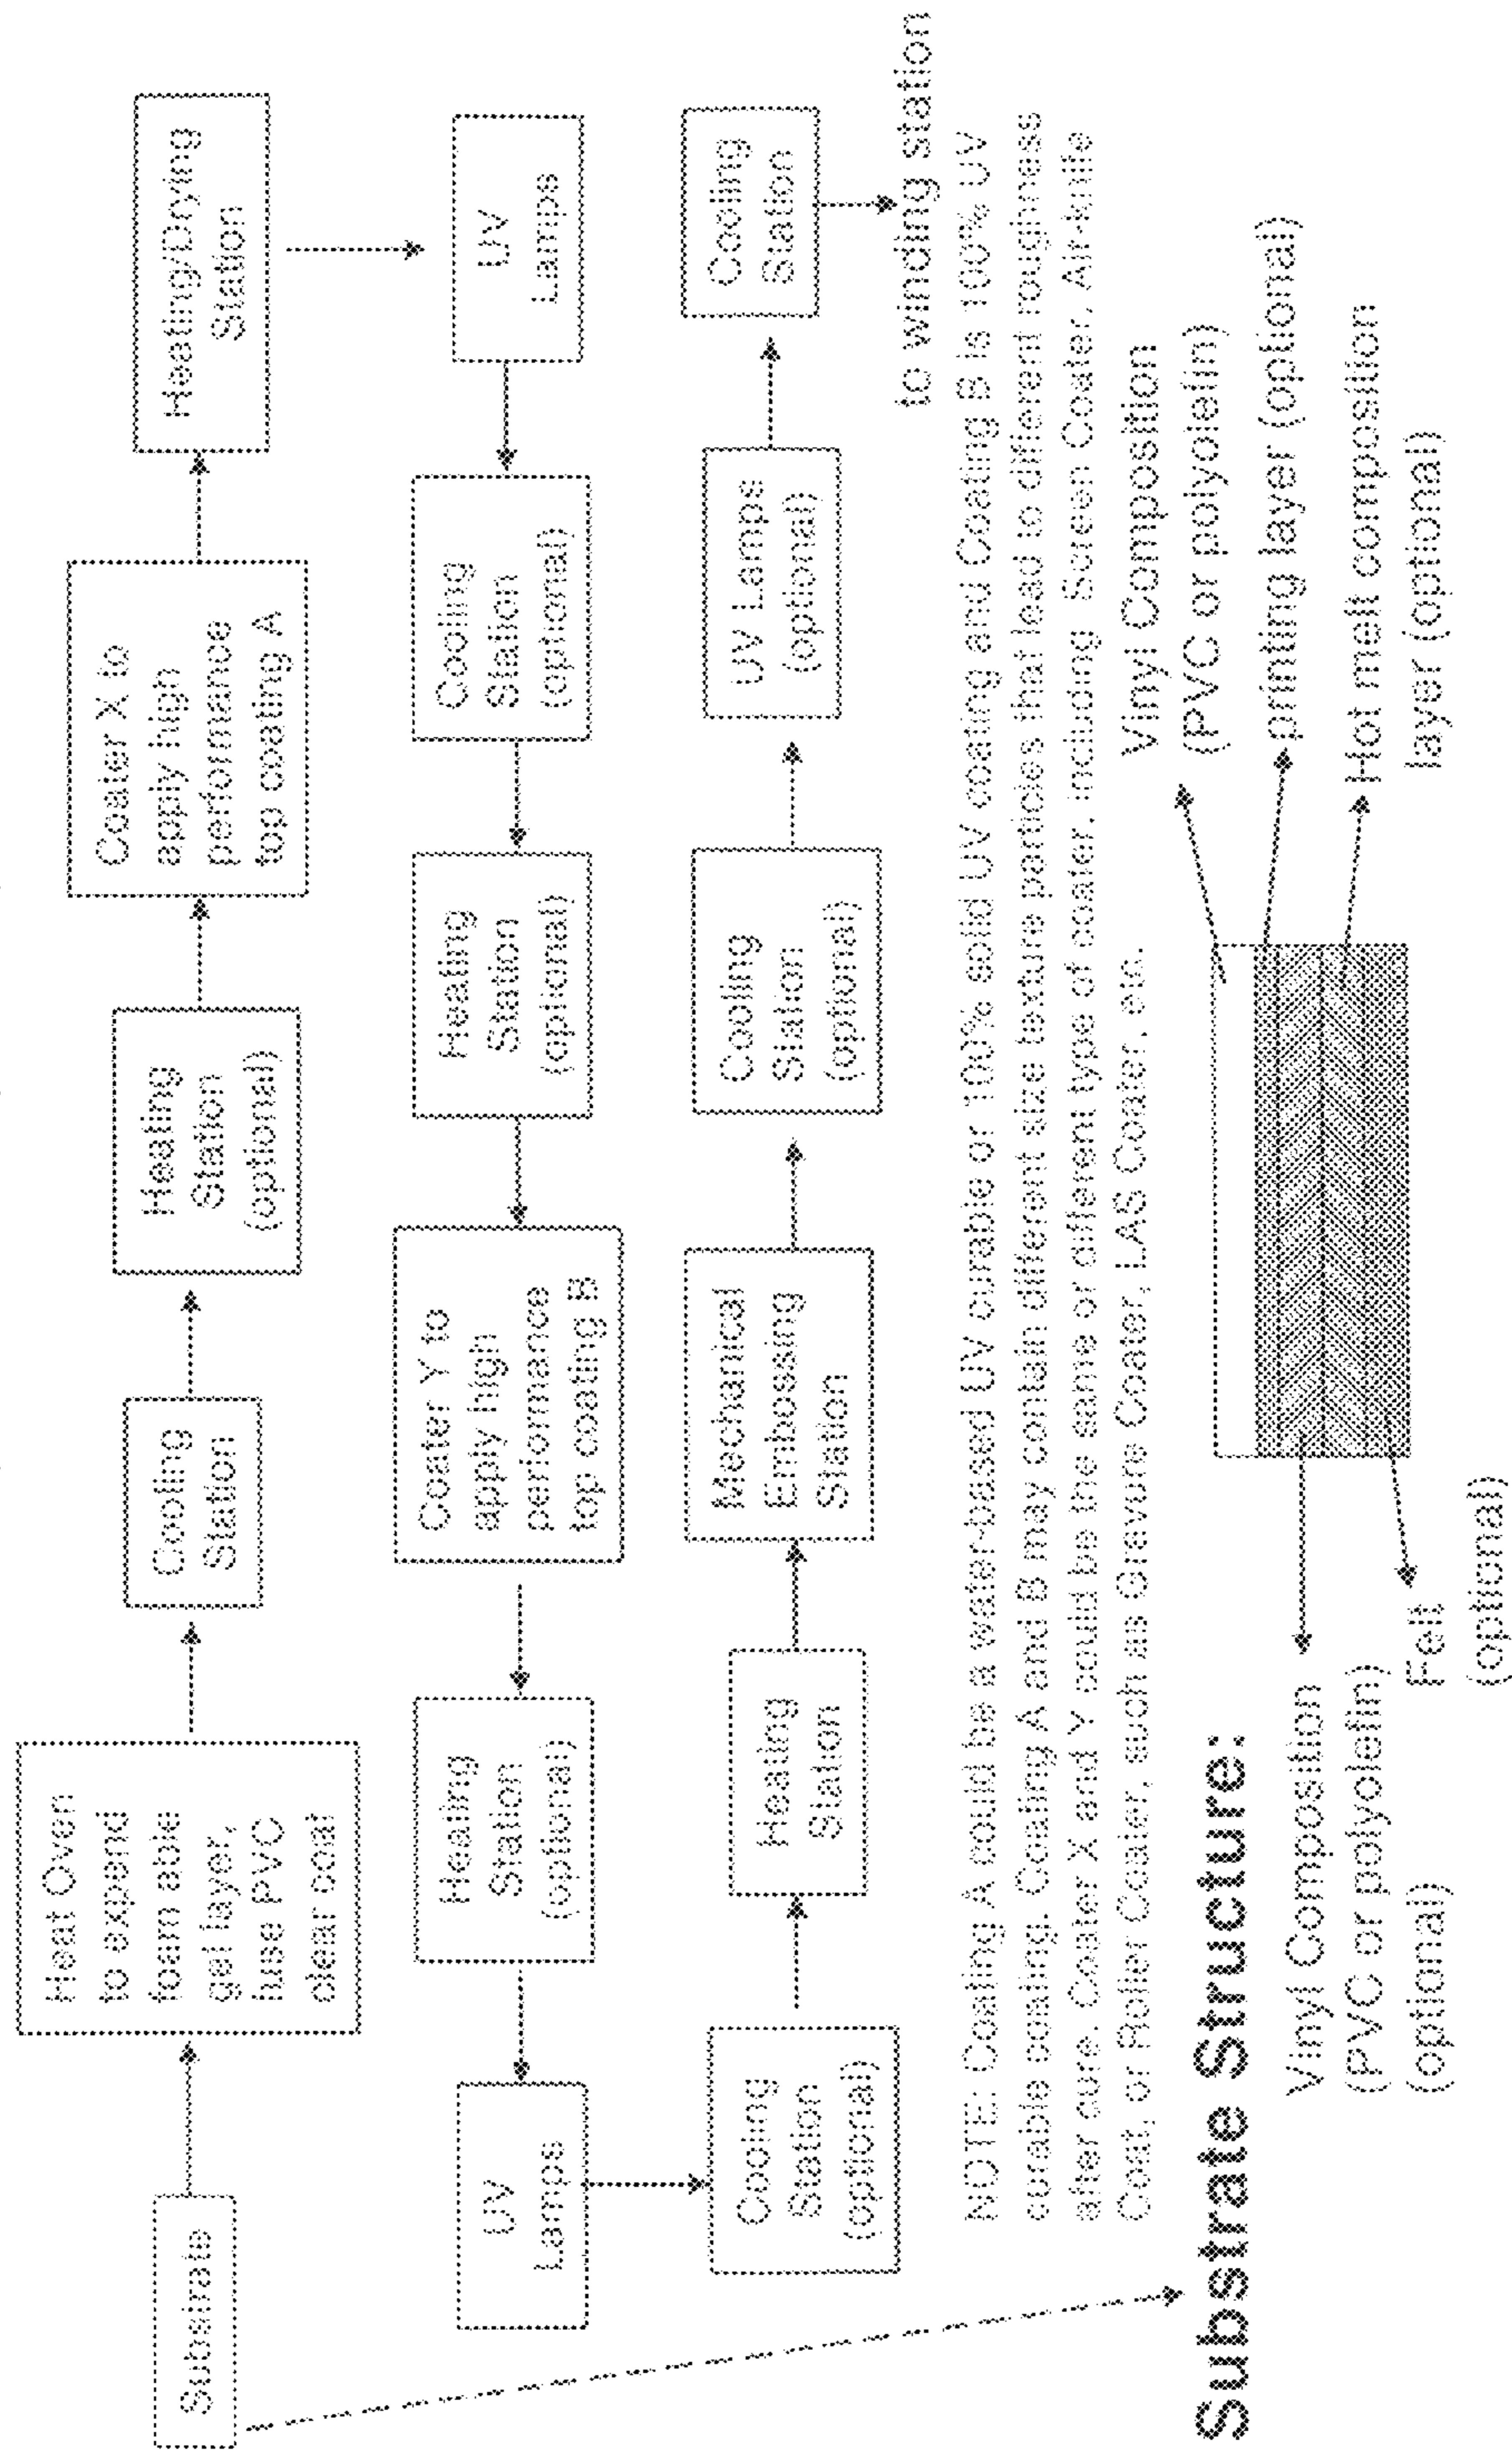 Substrate
Heat Oven
to expend
foam able
gel layer,
fuse PVC
clear coat
Cooling
Station
Heating
Station
(optional)
Coater X to
apply high
performance
top coating A
Heating/Drying
Station
UV
Lamps
Cooling
Station
(optional)
Heating
Station
(optional)
Coater Y to
apply high
performance
top coating B
Heating
Station
(optional)
UV
Lamps
Cooling
Station
(optional)
Heating
Station
Mechanical
Embossing
Station
Cooling
Station
(optional)
UV Lamps
(optional)
Cooling
Station
to winding station
NOTE: Coating A could be a water-based UV curable or 100% solid UV coating and Coating B is 100% UV
curable coating. Coating A and B may contain different size texture particles that lead to different roughness
after cure. Coater X and Y could be the same or different type of coater, including Screen Coater, Air-knife
Coat, or Roller Coater, such as Gravure Coater, LAS Coater, etc.
Substrate Structure:
Vinyl Composition
(PVC or polyolefin)
(optional)
Felt
(optional)
Vinyl Composition
(PVC or polyolefin)
printing layer (optional)
Hot melt composition
layer (optional)